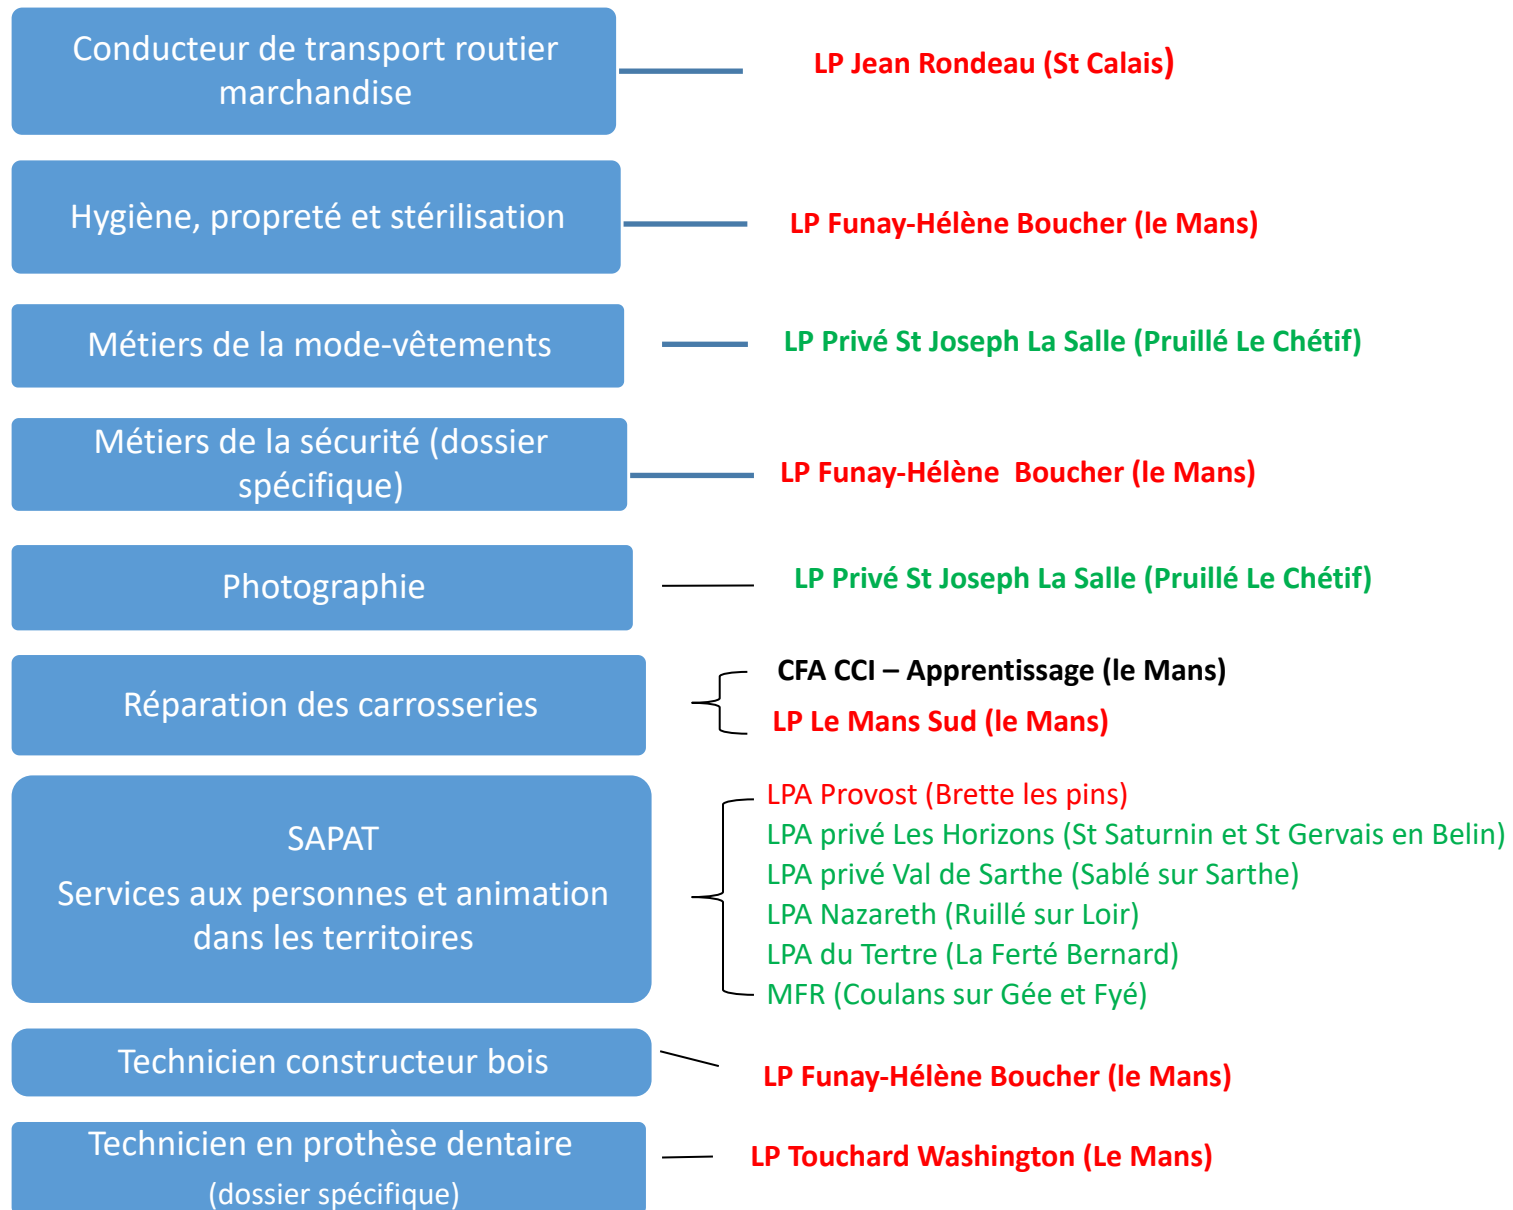 Conducteur de transport routier
marchandise
LP Jean Rondeau (St Calais)
Hygiène, propreté et stérilisation
LP Funay-Hélène Boucher (le Mans)
Métiers de la mode-vêtements
LP Privé St Joseph La Salle (Pruillé Le Chétif)
Métiers de la sécurité (dossier
spécifique)
LP Funay-Hélène  Boucher (le Mans)
Photographie
LP Privé St Joseph La Salle (Pruillé Le Chétif)
Réparation des carrosseries
CFA CCI – Apprentissage (le Mans)
LP Le Mans Sud (le Mans)
SAPAT
Services aux personnes et animation
dans les territoires
LPA Provost (Brette les pins)
LPA privé Les Horizons (St Saturnin et St Gervais en Belin)
LPA privé Val de Sarthe (Sablé sur Sarthe)
LPA Nazareth (Ruillé sur Loir)
LPA du Tertre (La Ferté Bernard)
MFR (Coulans sur Gée et Fyé)
Technicien constructeur bois
LP Funay-Hélène Boucher (le Mans)
Technicien en prothèse dentaire
(dossier spécifique)
LP Touchard Washington (Le Mans)